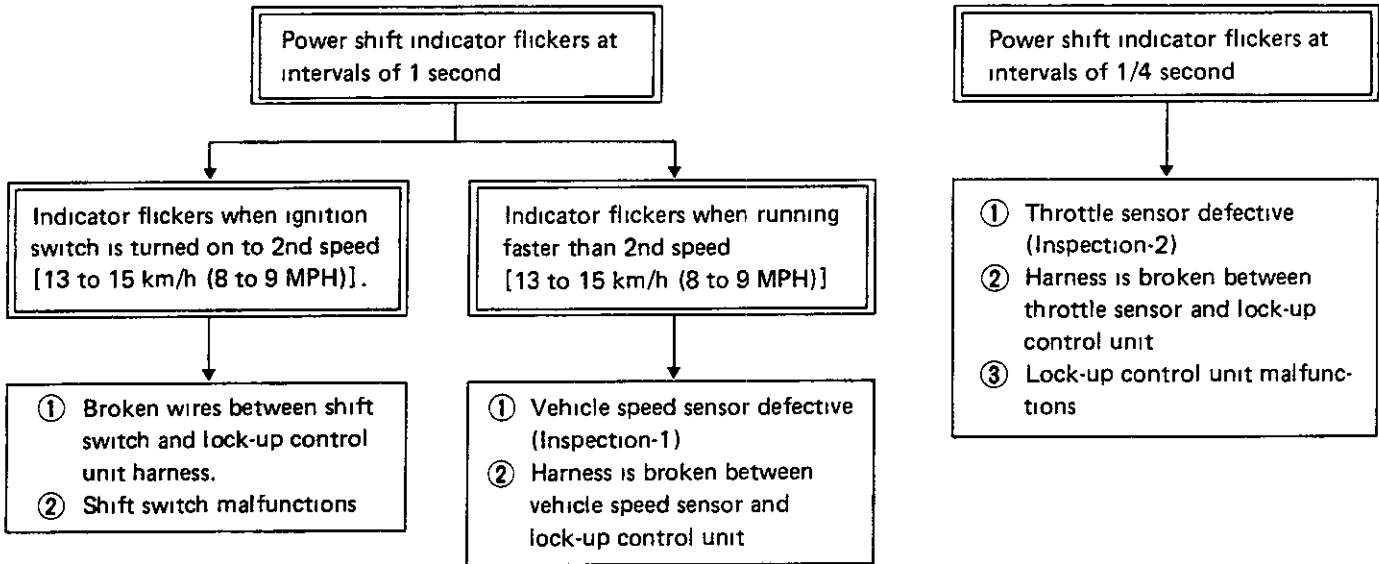 Power shift indicator flickers at
intervals of 1 second
Indicator flickers when ignition
switch is turned on to 2nd speed
[13 to 15 km/h (8 to 9 MPH)].
① Broken wires between shift
switch and lock-up control
unit harness.
② Shift switch malfunctions
Indicator flickers when running
faster than 2nd speed
[13 to 15 km/h (8 to 9 MPH)]
① Vehicle speed sensor defective
(Inspection-1)
② Harness is broken between
vehicle speed sensor and
lock-up control unit
Power shift indicator flickers at
intervals of 1/4 second
① Throttle sensor defective
(Inspection-2)
② Harness is broken between
throttle sensor and lock-up
control unit
③ Lock-up control unit malfunc-
tions